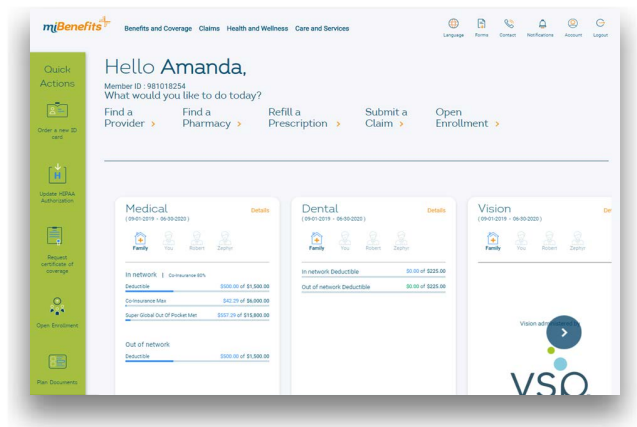 miBenefits
Benefits and Coverage Claims Health and Wellness Care and Services
Language Forms Contact Notifications Account Logout
Quick
Actions
Order a new ID
card
Update HIPAA
Authorization
Request
certificate of
coverage
Open Enrollment
Plan Documents
Hello Amanda,
Member ID : 981018254
What would you like to do today?
Find a
Provider >
Find a
Pharmacy >
Refill a
Prescription >
Submit a
Claim >
Open
Enrollment >
Medical Details
( 09-01-2019 - 06-30-2020 )
Family You Robert Zephyr
In network | Co-Insurance 80%
Deductible $500.00 of $1,500.00
Co-Insurance Max $42.29 of $6,000.00
Super Global Out Of Pocket Met $357.29 of $15,800.00
Out of network
Deductible $500.00 of $1,500.00
Dental Details
( 09-01-2019 - 06-30-2020 )
Family You Robert Zephyr
In network Deductible $0.00 of $225.00
Out of network Deductible $0.00 of $225.00
Vision
( 09-01-2019 - 06-30-2020 )
Family You Robert Zephyr
Vision
vsp